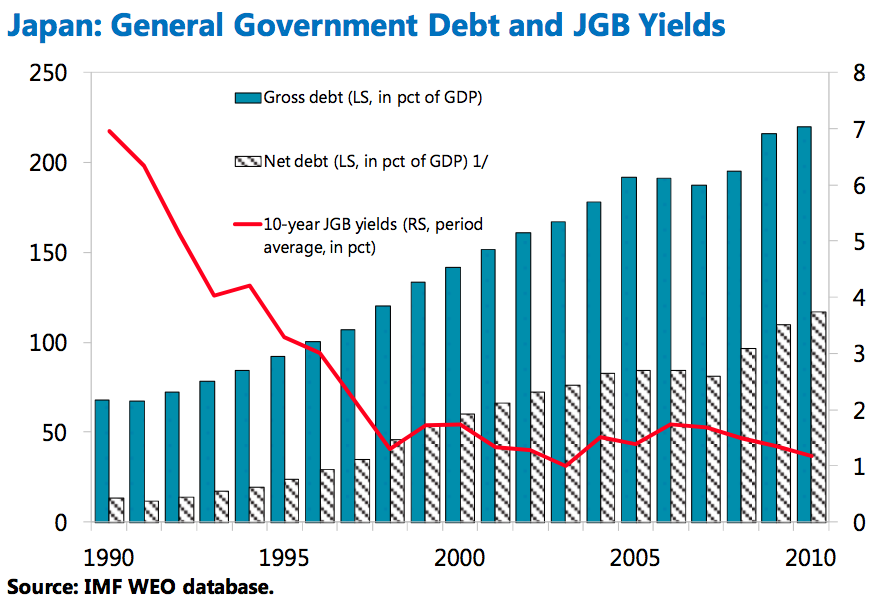 Japan: General Government Debt and JGB Yields
250
200
150
100
50
0
8
7
6
5
4
3
2
1
0
Gross debt (LS, in pct of GDP)
Net debt (LS, in pct of GDP) 1/
10-year JGB yields (RS, period
average, in pct)
1990 1995 2000 2005 2010
Source: IMF WEO database.